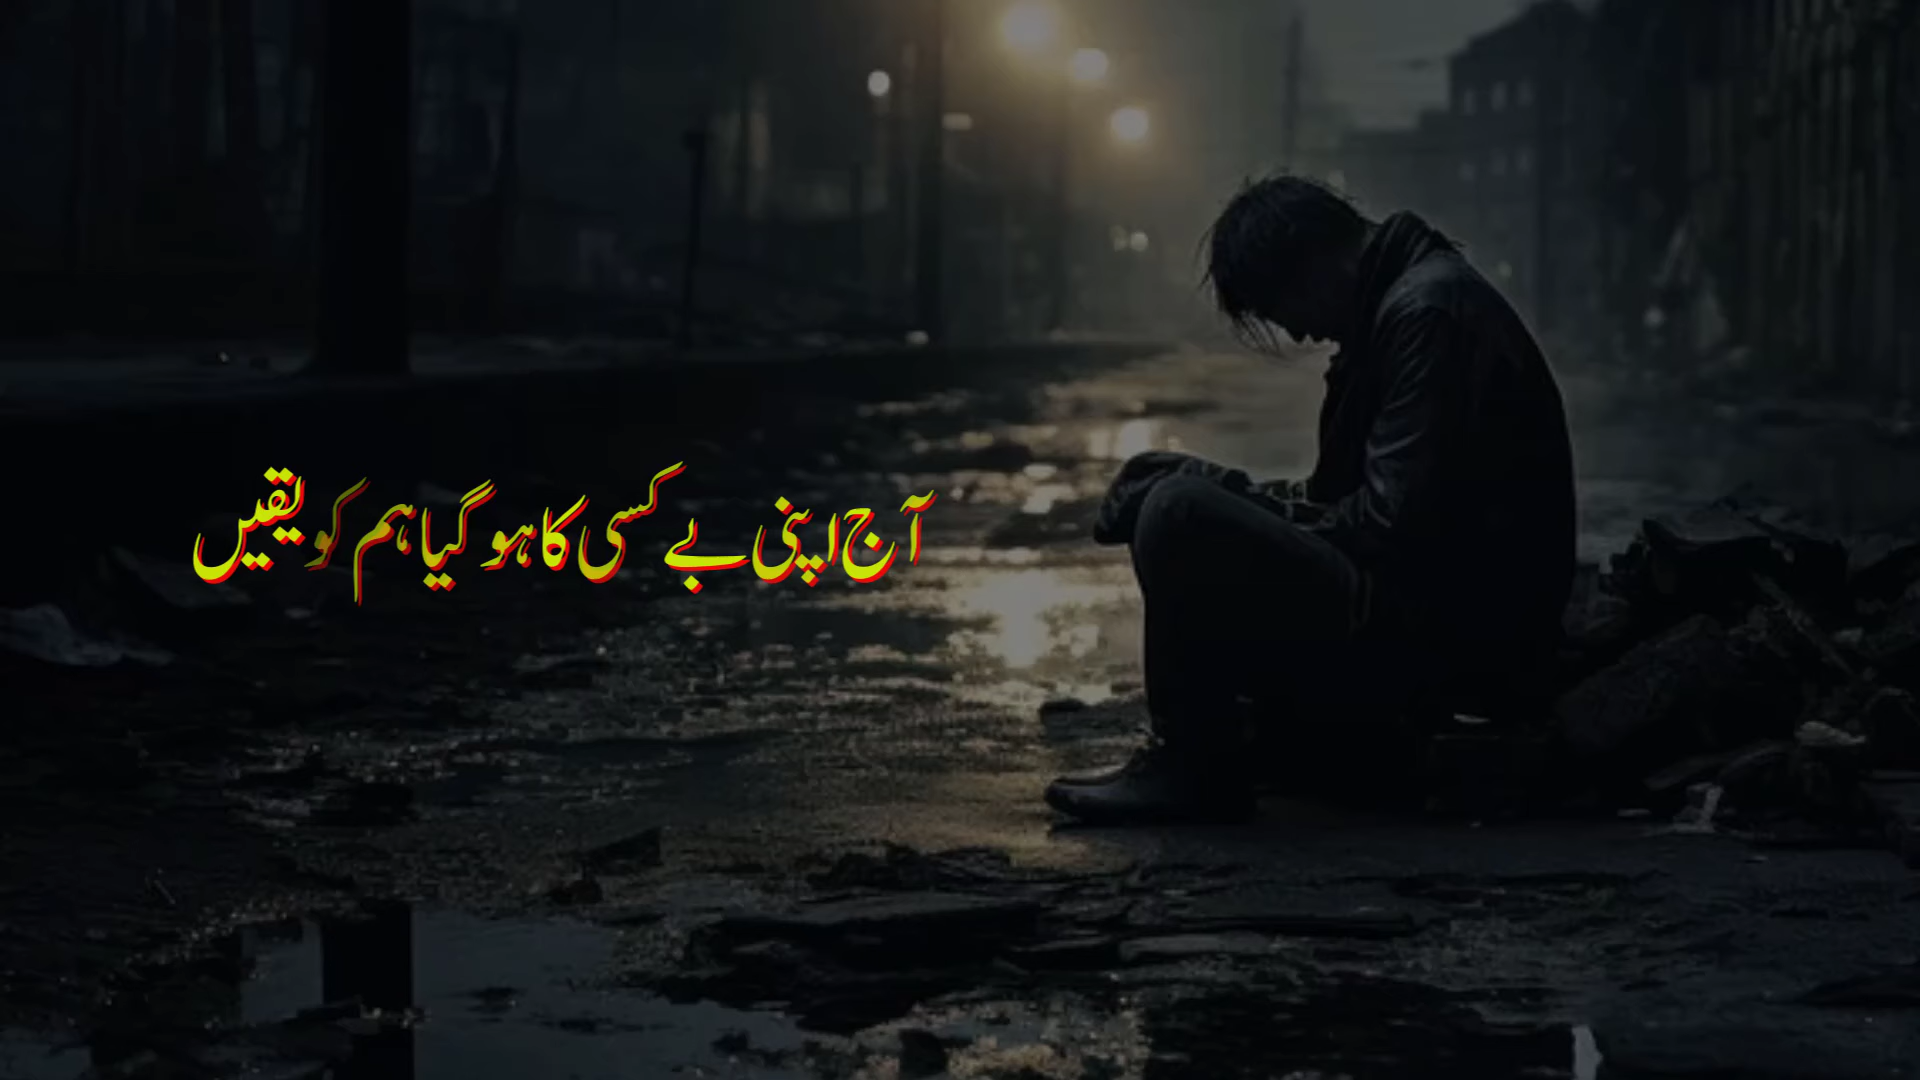 آج اپنی بے کسی کا ہو گیا ہم کو یقیں